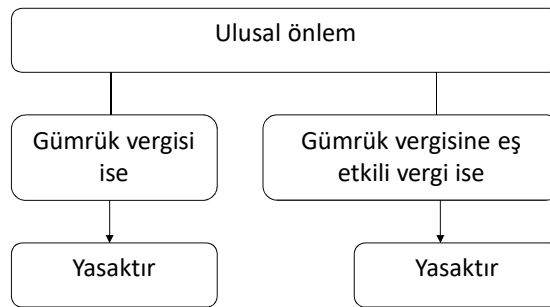 Ulusal önlem
Gümrük vergisi
ise
Gümrük vergisine eş
etkili vergi ise
Yasaktır
Yasaktır